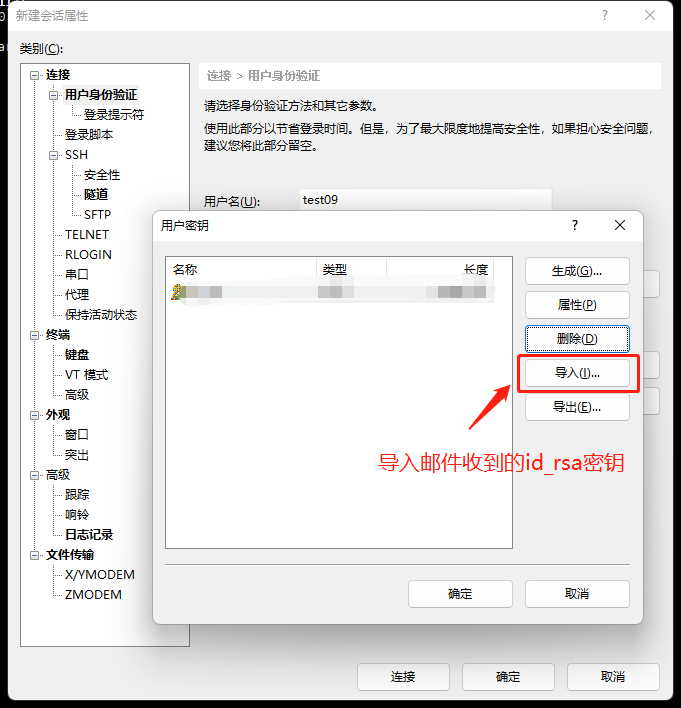 新建会话属性
类别(C):
连接
用户身份验证
登录提示符
登录脚本
SSH
安全性
隧道
SFTP
TELNET
RLOGIN
串口
代理
保持活动状态
终端
键盘
VT 模式
高级
外观
窗口
突出
高级
跟踪
响铃
日志记录
文件传输
X/YMODEM
ZMODEM
连接 > 用户身份验证
请选择身份验证方法和其它参数。
使用此部分以节省登录时间。但是，为了最大限度地提高安全性，如果担心安全问题，
建议您将此部分留空。
用户名(U): test09
用户密钥
名称 类型 长度
生成(G)...
属性(P)
删除(D)
导入(I)...
导出(E)...
导入邮件收到的id_rsa密钥
确定 取消
连接 确定 取消